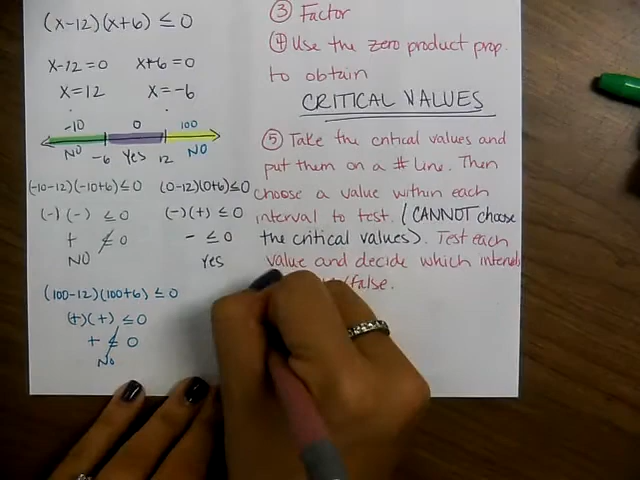 (x-12)(x+6) ≤ 0
x-12=0 x+6=0
x=12 x=-6
-10 0 100
NO -6 Yes 12 NO
(-10-12)(-10+6)≤0 (0-12)(0+6)≤0
(-)(-) ≤0 (-)(+) ≤0
+ ≰ 0 - ≤0
NO Yes
(100-12)(100+6) ≤0
(+)(+) ≤0
+ ≰ 0
No
③ Factor
④ Use the zero product prop.
to obtain
CRITICAL VALUES
⑤ Take the critical values and
put them on a # line. Then
choose a value within each
interval to test. (CANNOT choose
the critical values). Test each
value and decide which intervals
/false.